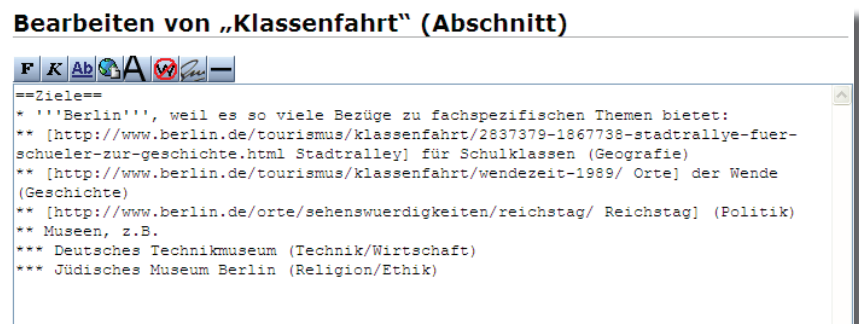 Bearbeiten von „Klassenfahrt“ (Abschnitt)
F K Ab A W
==Ziele==
* '''Berlin''', weil es so viele Bezüge zu fachspezifischen Themen bietet:
** [http://www.berlin.de/tourismus/klassenfahrt/2837379-1867738-stadtrallye-fuer-
schueler-zur-geschichte.html Stadtralley] für Schulklassen (Geografie)
** [http://www.berlin.de/tourismus/klassenfahrt/wendezeit-1989/ Orte] der Wende
(Geschichte)
** [http://www.berlin.de/orte/sehenswuerdigkeiten/reichstag/ Reichstag] (Politik)
** Museen, z.B.
*** Deutsches Technikmuseum (Technik/Wirtschaft)
*** Jüdisches Museum Berlin (Religion/Ethik)